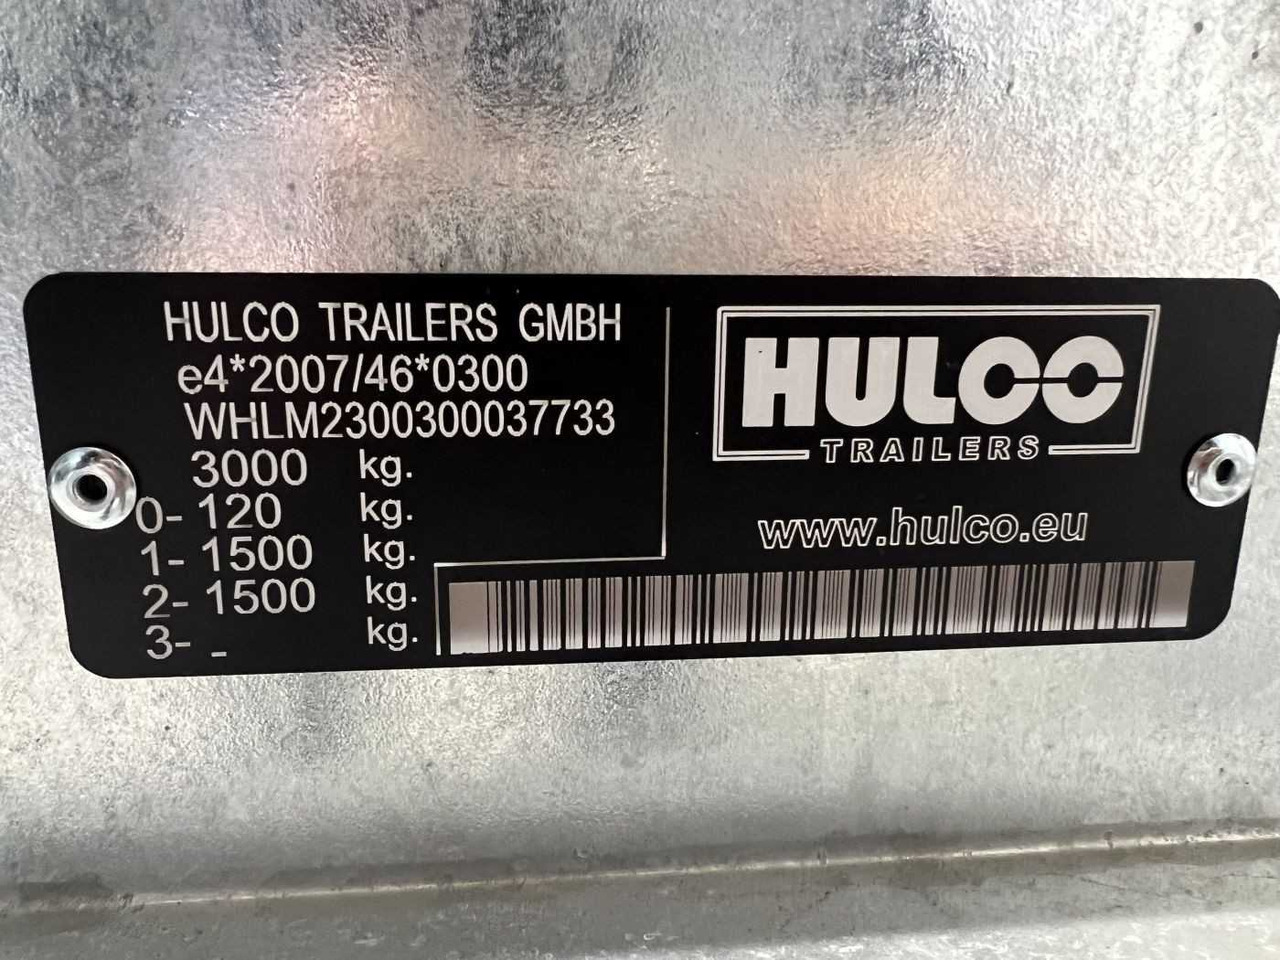 HULCO TRAILERS GMBH
e4*2007/46*0300
WHLM2300300037733
3000 kg.
0- 120 kg.
1- 1500 kg.
2- 1500 kg.
3- - kg.
HULCO
TRAILERS
www.hulco.eu